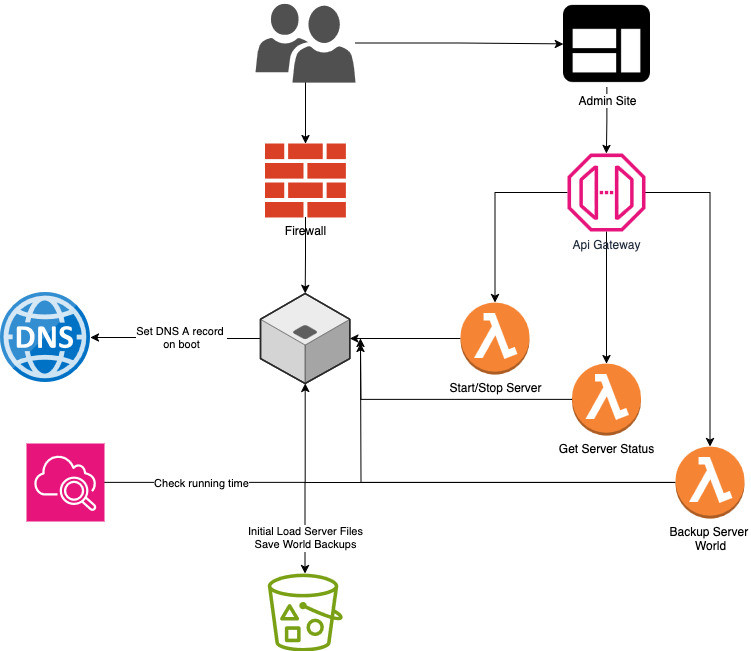 Admin Site
Firewall
Api Gateway
DNS
Set DNS A record
on boot
Start/Stop Server
Get Server Status
Check running time
Initial Load Server Files
Save World Backups
Backup Server
World